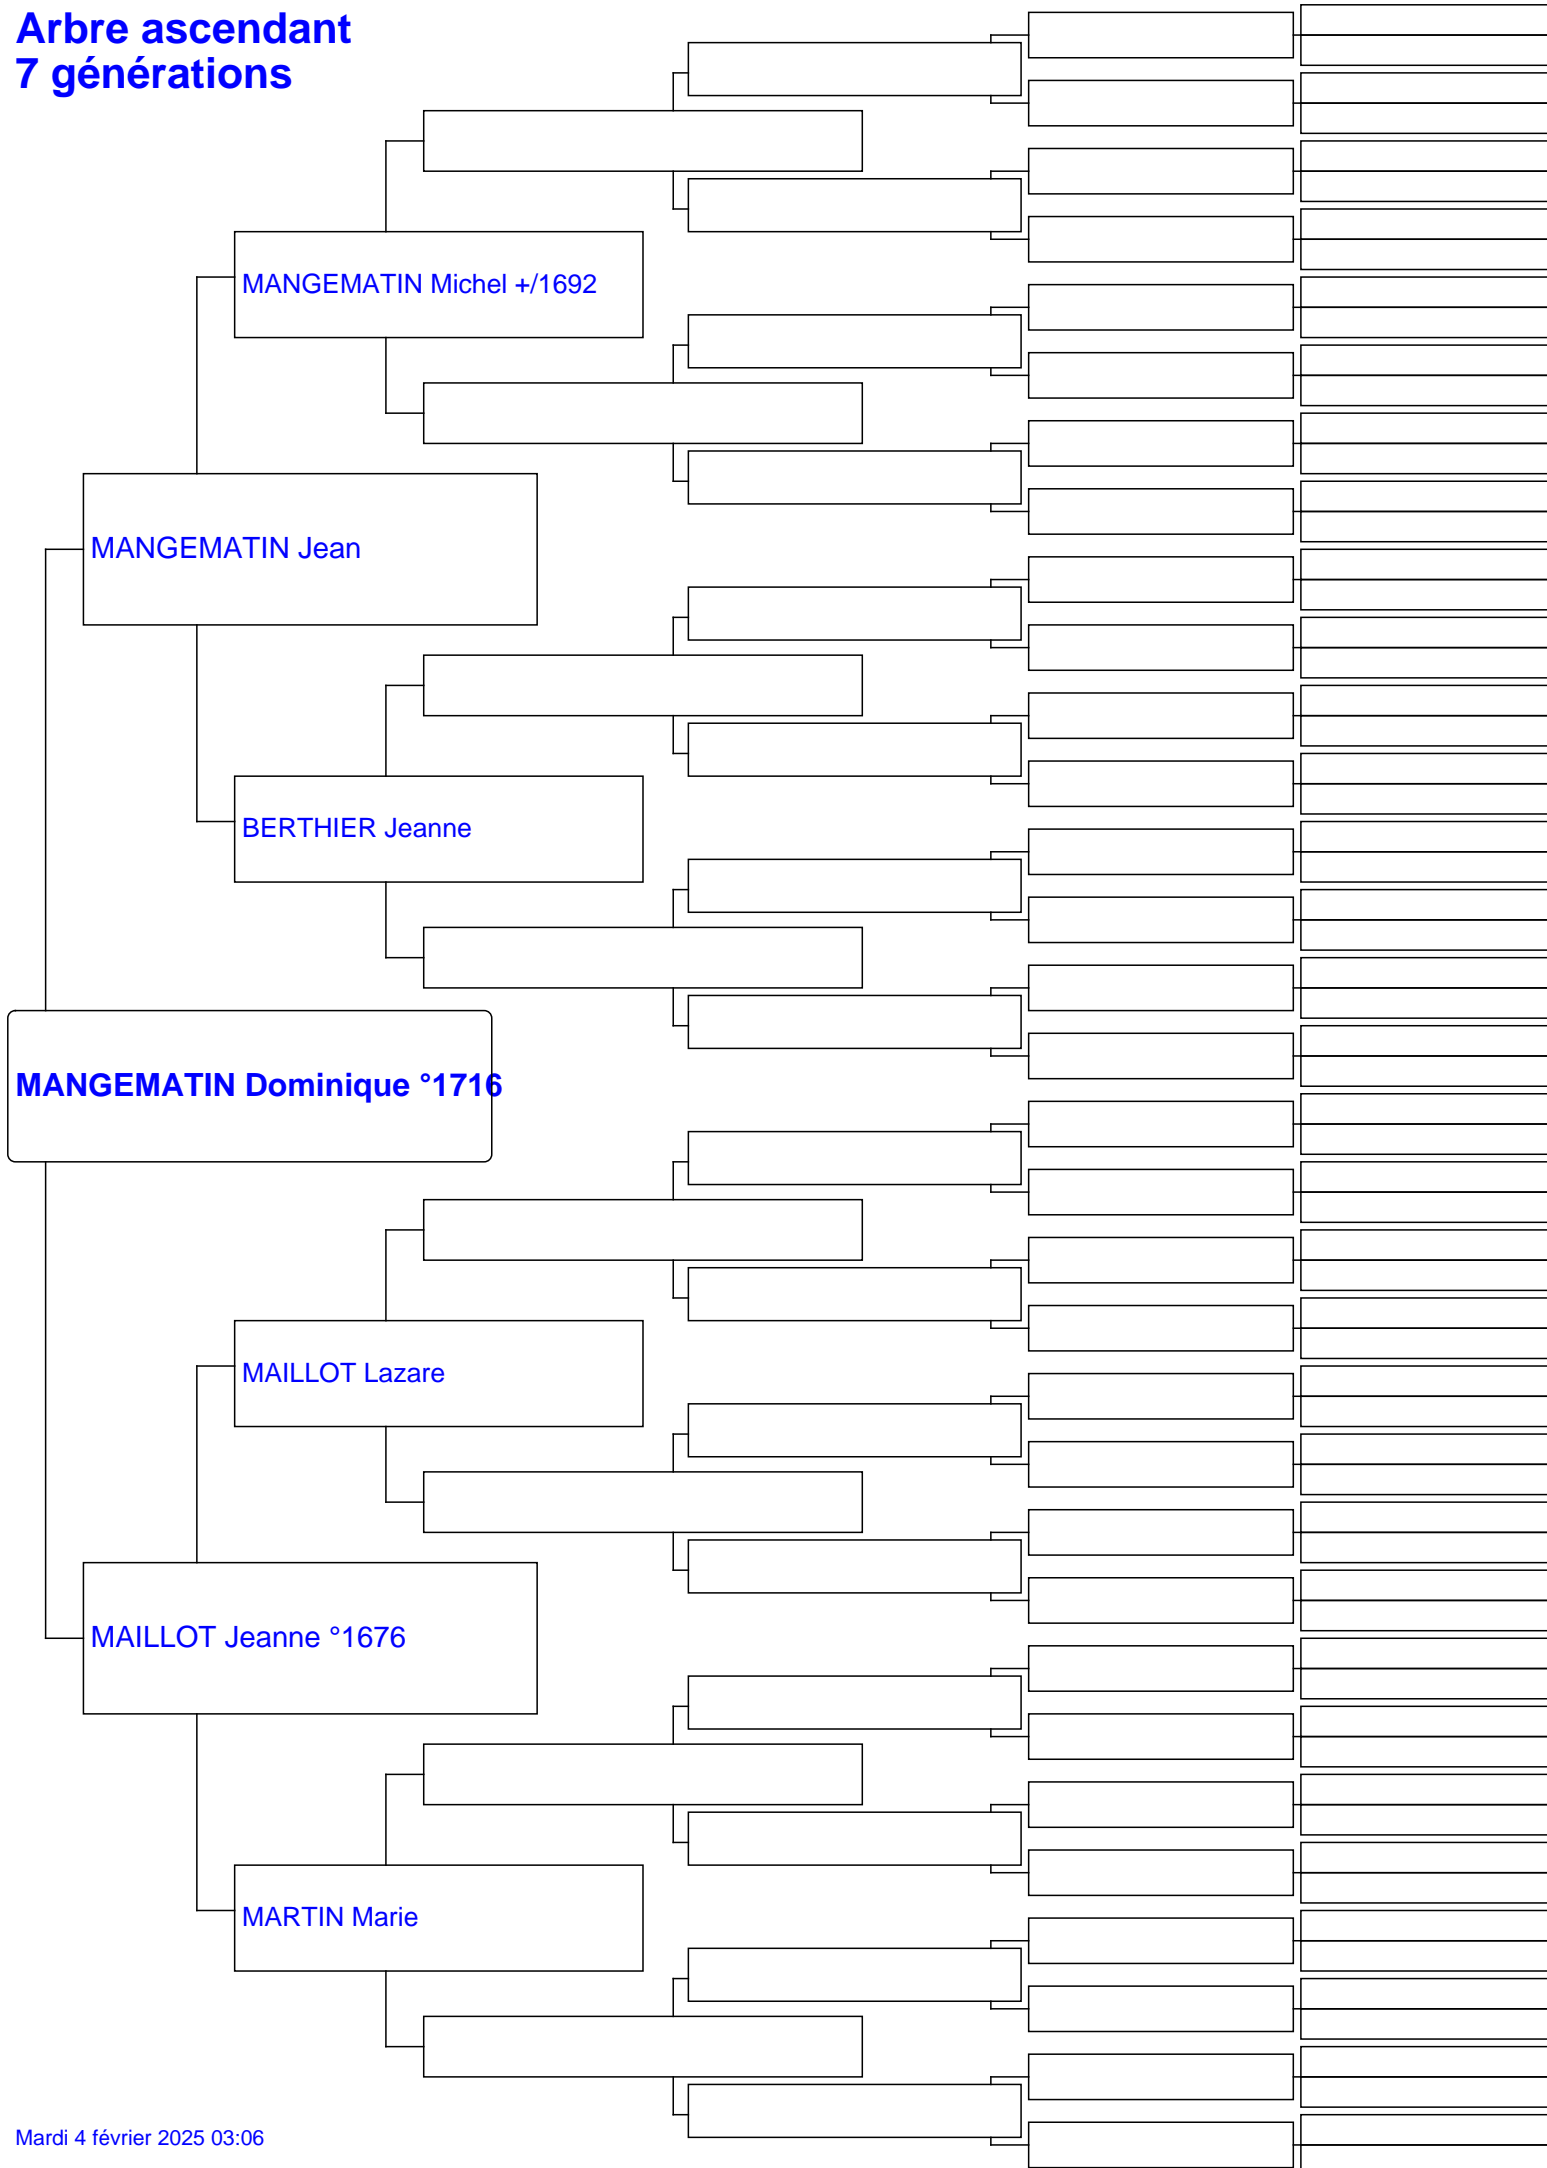 Arbre ascendant
7 générations
MANGEMATIN Michel +/1692
MANGEMATIN Jean
BERTHIER Jeanne
MANGEMATIN Dominique °1716
MAILLOT Lazare
MAILLOT Jeanne °1676
MARTIN Marie
Mardi 4 février 2025 03:06